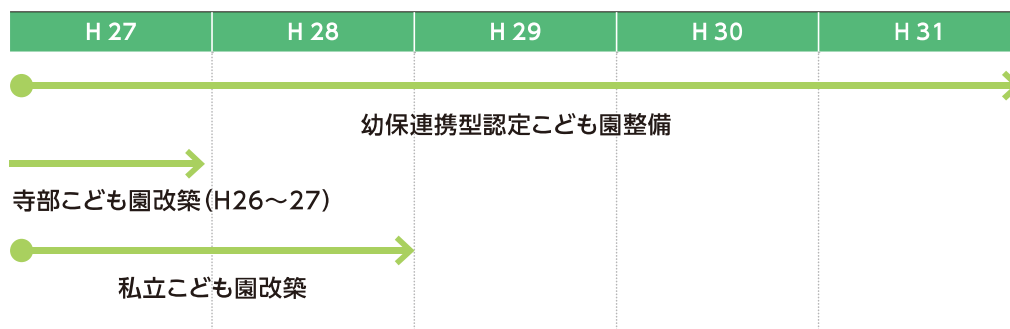 H 27 H 28 H 29 H 30 H 31
幼保連携型認定こども園整備
寺部こども園改築(H26～27)
私立こども園改築